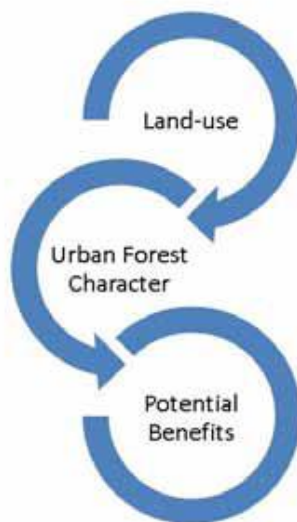 Land-use
Urban Forest
Character
Potential
Benefits